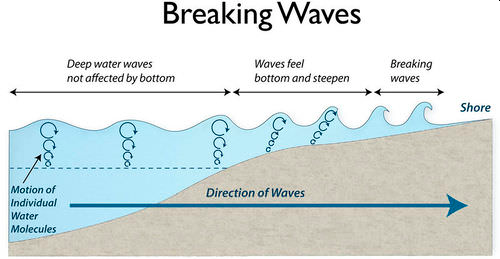 Breaking Waves
Deep water waves
not affected by bottom
Waves feel
bottom and steepen
Breaking
waves
Shore
Motion of
Individual
Water
Molecules
Direction of Waves